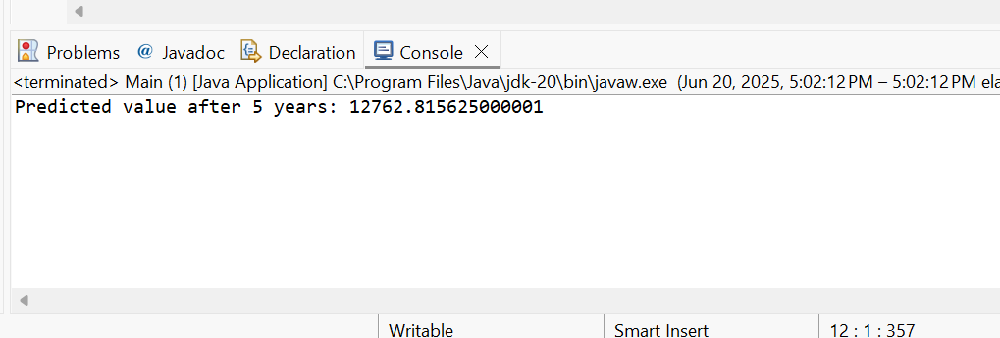 Problems @ Javadoc Declaration Console
<terminated> Main (1) [Java Application] C:\Program Files\Java\jdk-20\bin\javaw.exe (Jun 20, 2025, 5:02:12 PM – 5:02:12 PM ela
Predicted value after 5 years: 12762.815625000001
Writable Smart Insert 12 : 1 : 357